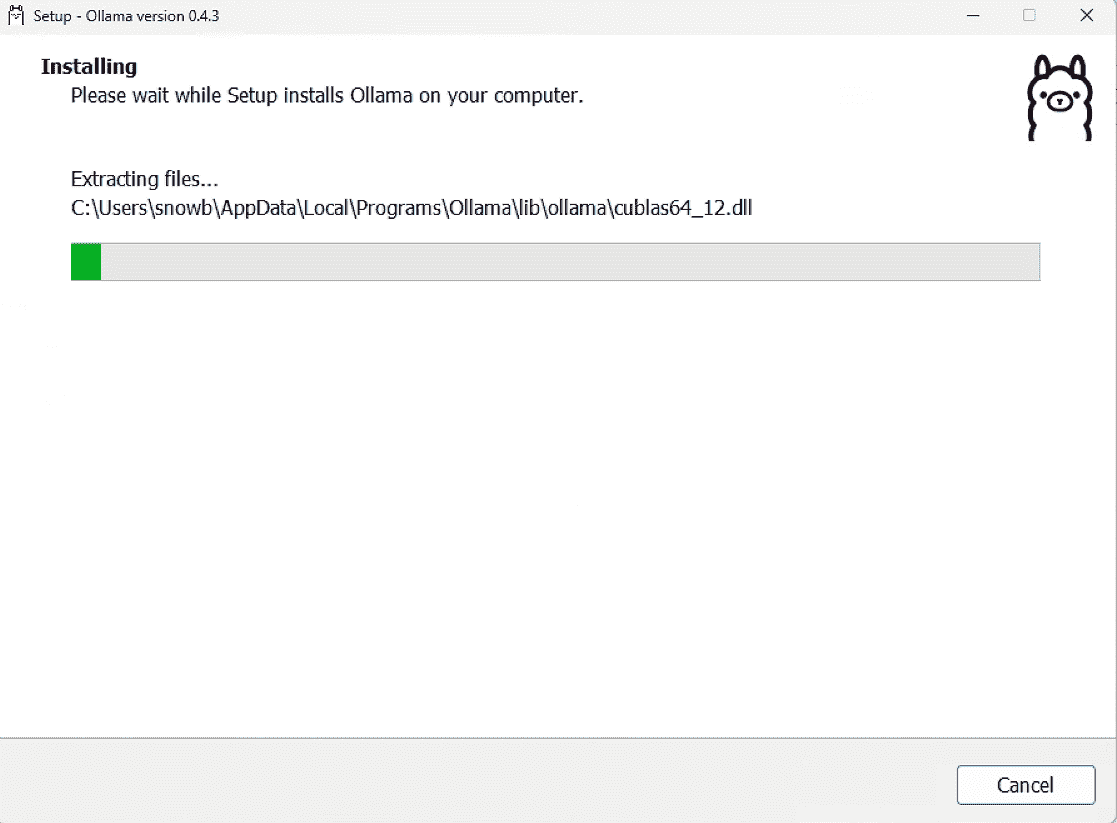 Setup - Ollama version 0.4.3
Installing
Please wait while Setup installs Ollama on your computer.
Extracting files...
C:\Users\snowb\AppData\Local\Programs\Ollama\lib\ollama\cublas64_12.dll
Cancel